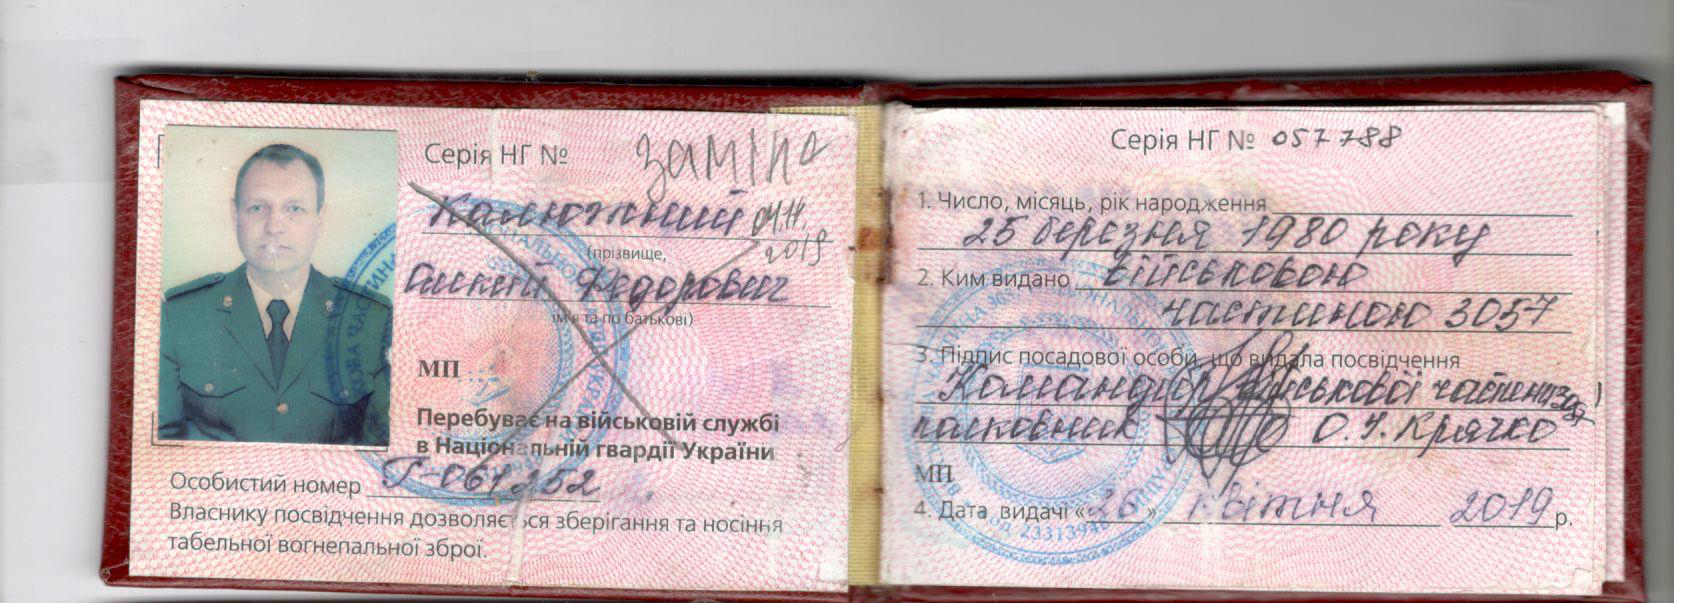 Серія НГ № заміна
Калюжний 04.11.
2019
(прізвище,
Олексій Федорович
ім'я та по батькові)
МП
Перебуває на військовій службі
в Національній гвардії України
Особистий номер Г-067252
Власнику посвідчення дозволяється зберігання та носіння
табельної вогнепальної зброї.
Серія НГ № 057788
1. Число, місяць, рік народження
25 березня 1980 року
2. Ким видано Військовою
частиною 3057
3. Підпис посадової особи, що видала посвідчення
Командир військової частини 3057
полковник О.І. Крячко
МП
4. Дата видачі «26» квітня 2019 р.